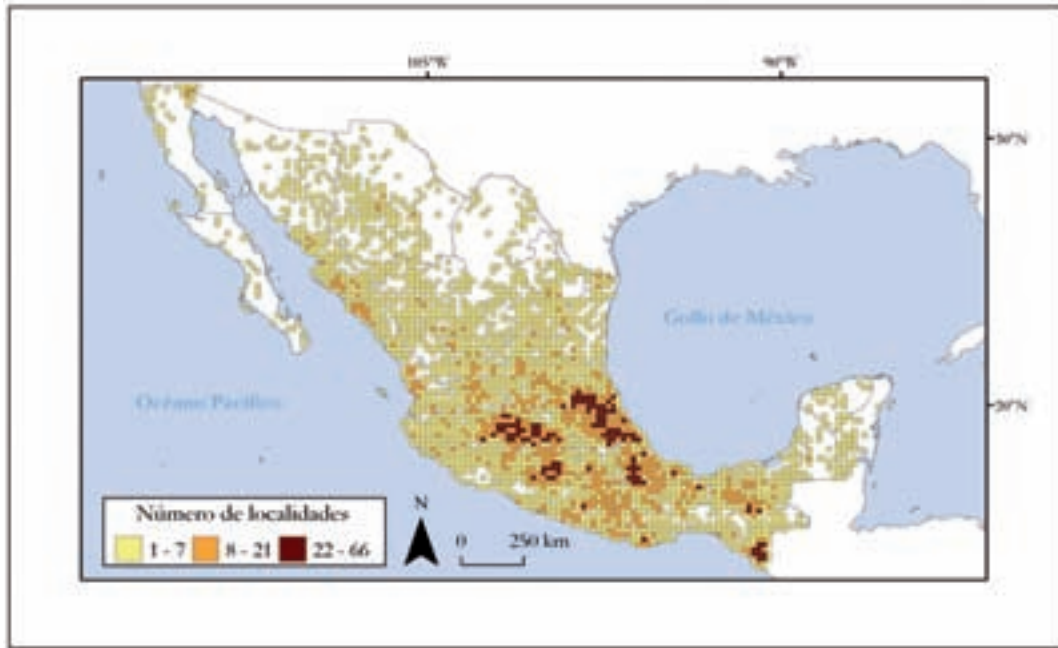 105°W 90°W
30°N
Golfo de México
Océano Pacífico
20°N
Número de localidades
1 - 7 8 - 21 22 - 66
N
0 250 km